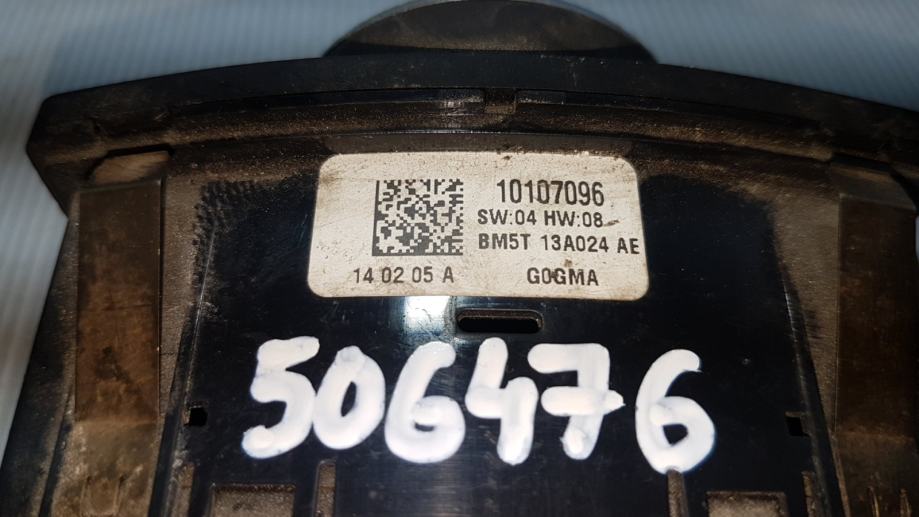 10107096
SW:04 HW:08
BM5T 13A024 AE
14 02 05 A
G0GMA
506476